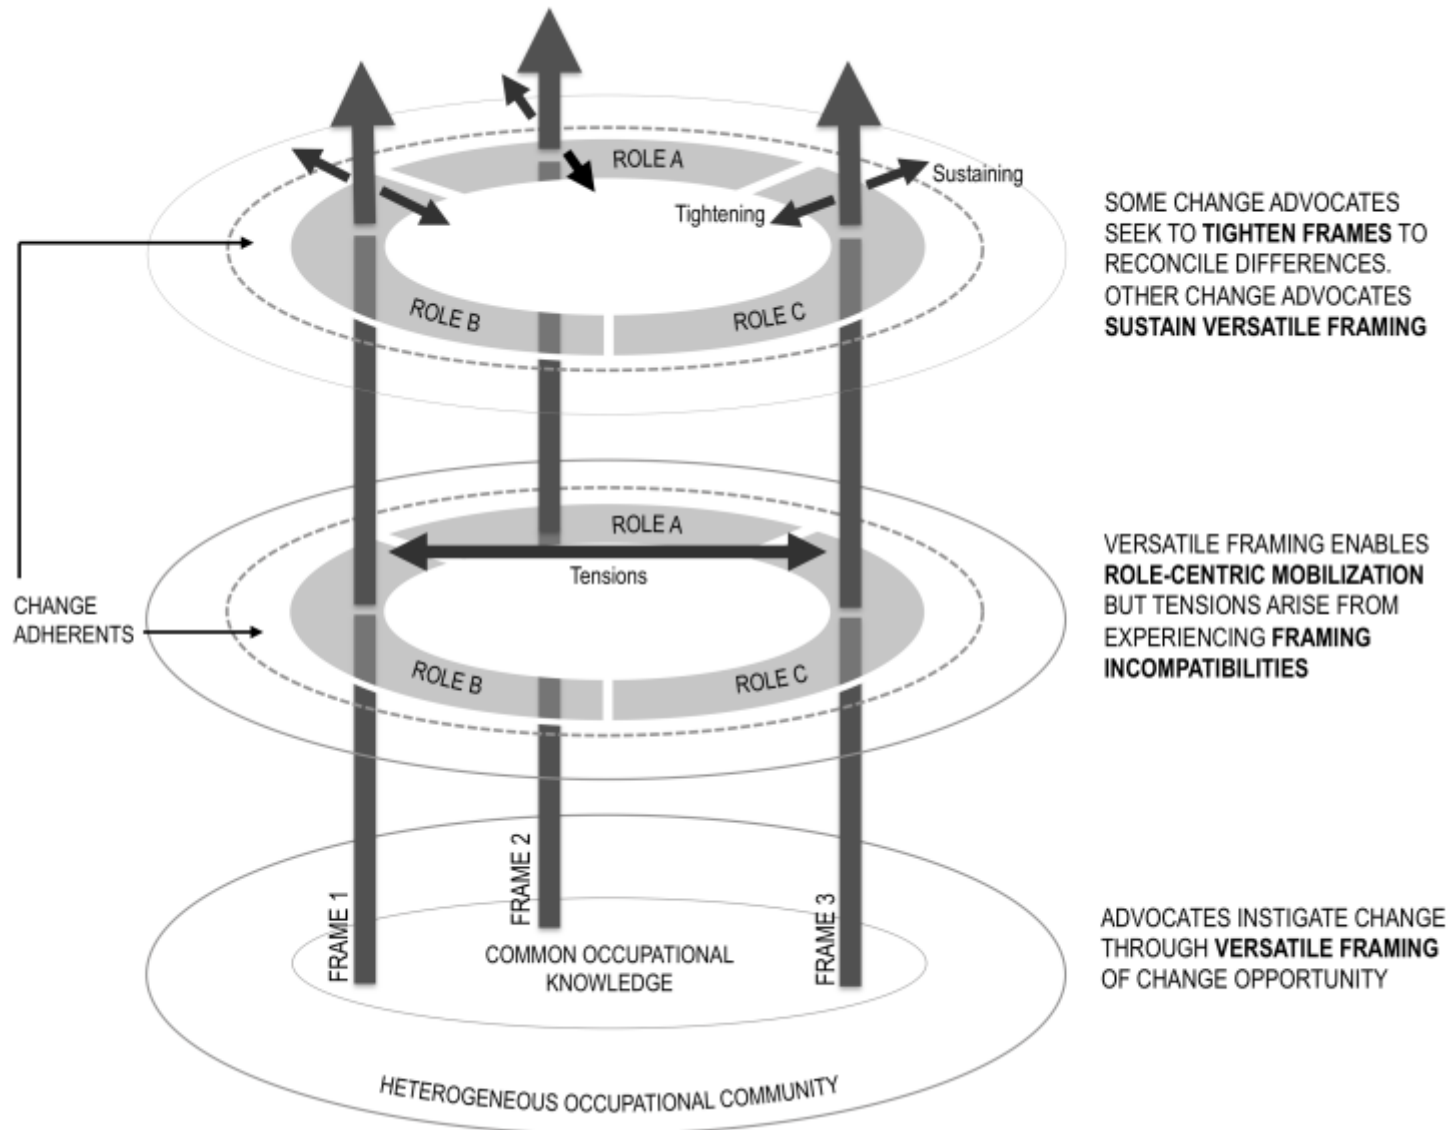 ROLE A
Sustaining
Tightening
ROLE B
ROLE C
SOME CHANGE ADVOCATES
SEEK TO TIGHTEN FRAMES TO
RECONCILE DIFFERENCES.
OTHER CHANGE ADVOCATES
SUSTAIN VERSATILE FRAMING
ROLE A
Tensions
ROLE B
ROLE C
CHANGE
ADHERENTS
VERSATILE FRAMING ENABLES
ROLE-CENTRIC MOBILIZATION
BUT TENSIONS ARISE FROM
EXPERIENCING FRAMING
INCOMPATIBILITIES
FRAME 1
FRAME 2
FRAME 3
COMMON OCCUPATIONAL
KNOWLEDGE
HETEROGENEOUS OCCUPATIONAL COMMUNITY
ADVOCATES INSTIGATE CHANGE
THROUGH VERSATILE FRAMING
OF CHANGE OPPORTUNITY